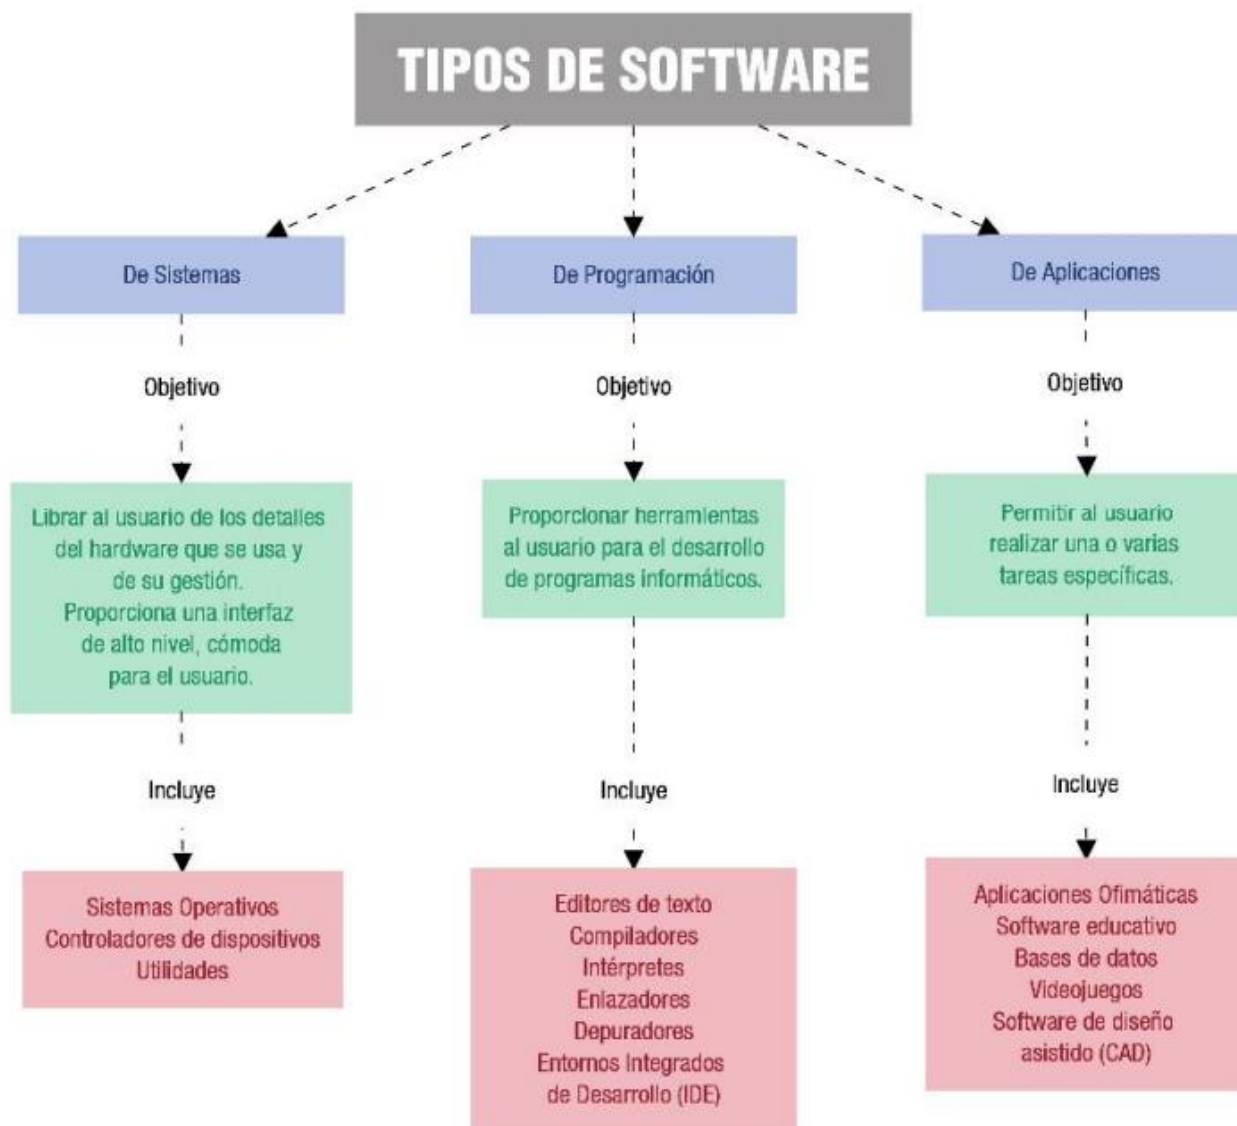 TIPOS DE SOFTWARE
De Sistemas
De Programación
De Aplicaciones
Objetivo
Objetivo
Objetivo
Librar al usuario de los detalles
del hardware que se usa y
de su gestión.
Proporciona una interfaz
de alto nivel, cómoda
para el usuario.
Proporcionar herramientas
al usuario para el desarrollo
de programas informáticos.
Permitir al usuario
realizar una o varias
tareas específicas.
Incluye
Incluye
Incluye
Sistemas Operativos
Controladores de dispositivos
Utilidades
Editores de texto
Compiladores
Intérpretes
Enlazadores
Depuradores
Entornos Integrados
de Desarrollo (IDE)
Aplicaciones Ofimáticas
Software educativo
Bases de datos
Videojuegos
Software de diseño
asistido (CAD)